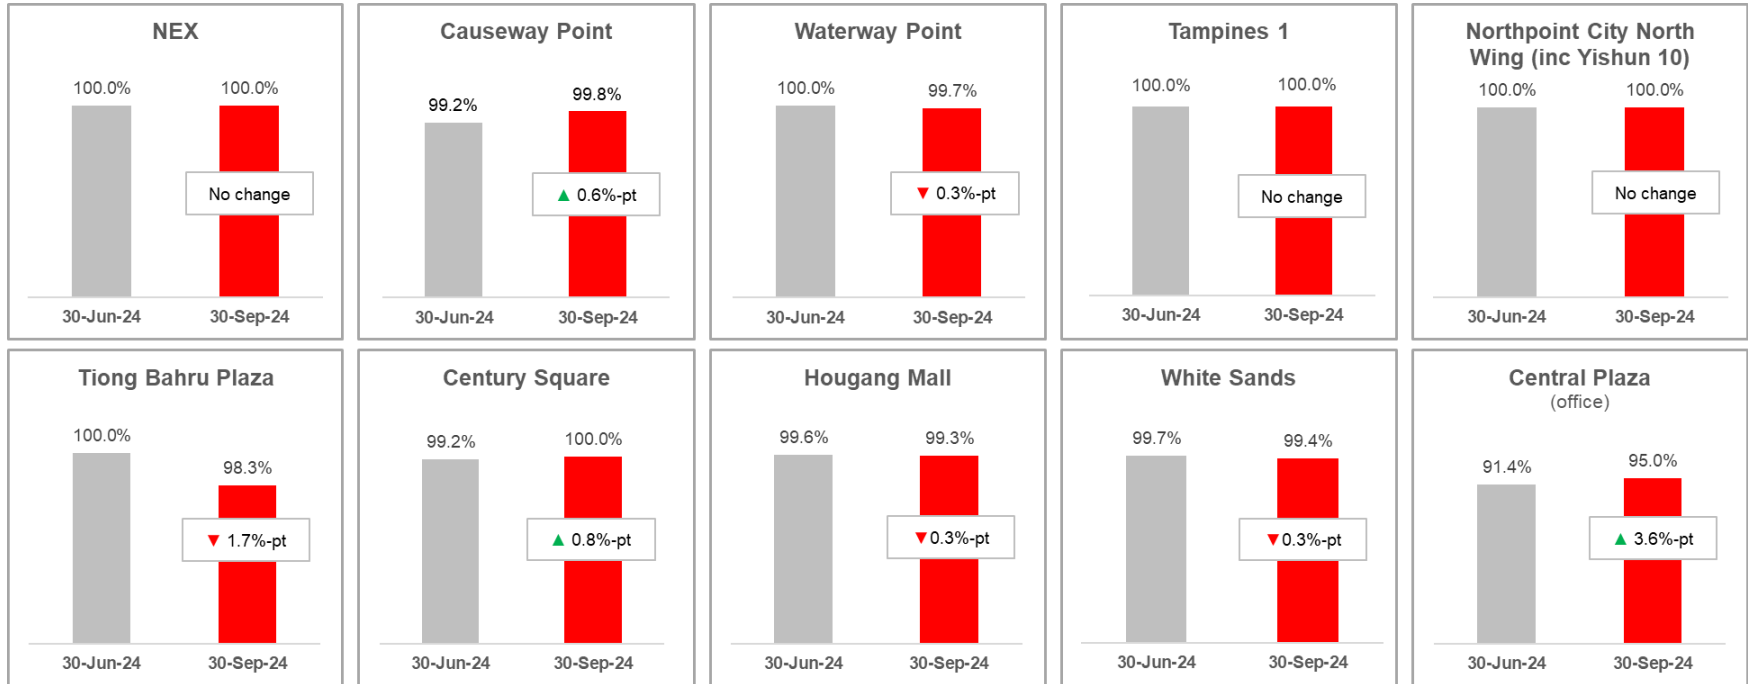 NEX
100.0%
100.0%
No change
30-Jun-24
30-Sep-24
Causeway Point
99.2%
99.8%
▲ 0.6%-pt
30-Jun-24
30-Sep-24
Waterway Point
100.0%
99.7%
▼ 0.3%-pt
30-Jun-24
30-Sep-24
Tampines 1
100.0%
100.0%
No change
30-Jun-24
30-Sep-24
Northpoint City North
Wing (inc Yishun 10)
100.0%
100.0%
No change
30-Jun-24
30-Sep-24
Tiong Bahru Plaza
100.0%
98.3%
▼ 1.7%-pt
30-Jun-24
30-Sep-24
Century Square
99.2%
100.0%
▲ 0.8%-pt
30-Jun-24
30-Sep-24
Hougang Mall
99.6%
99.3%
▼0.3%-pt
30-Jun-24
30-Sep-24
White Sands
99.7%
99.4%
▼0.3%-pt
30-Jun-24
30-Sep-24
Central Plaza
(office)
91.4%
95.0%
▲ 3.6%-pt
30-Jun-24
30-Sep-24